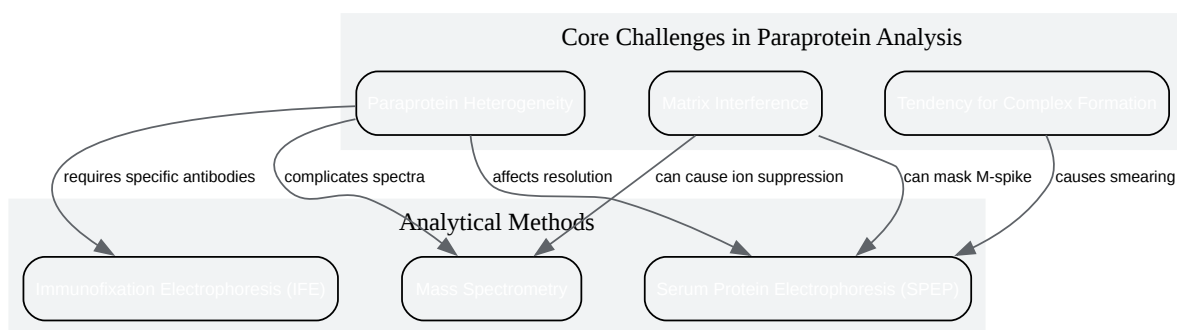 Core Challenges in Paraprotein Analysis
Paraprotein Heterogeneity
Matrix Interference
Tendency for Complex Formation
requires specific antibodies
complicates spectra
affects resolution
can cause ion suppression
can mask M-spike
causes smearing
Analytical Methods
Immunofixation Electrophoresis (IFE)
Mass Spectrometry
Serum Protein Electrophoresis (SPEP)